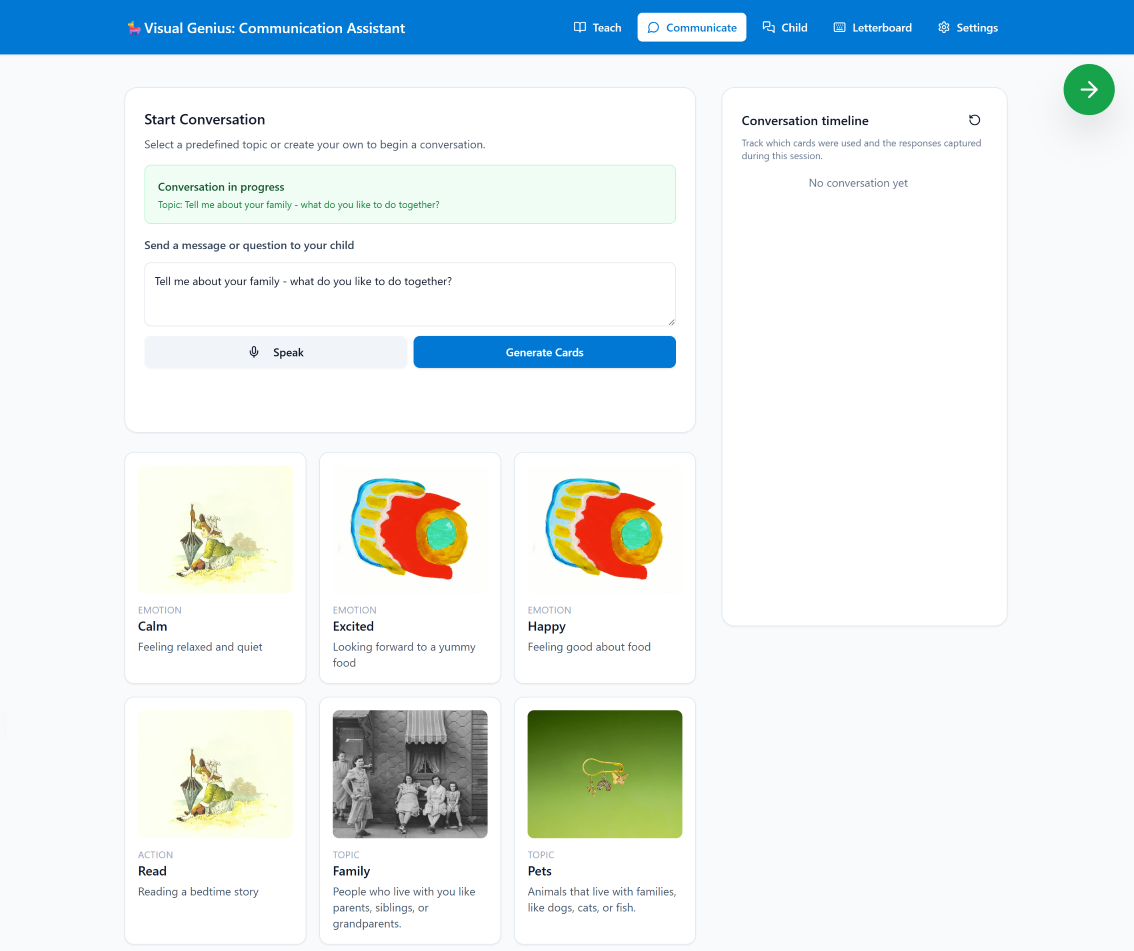 Visual Genius: Communication Assistant
Teach
Communicate
Child
Letterboard
Settings
Start Conversation
Select a predefined topic or create your own to begin a conversation.
Conversation in progress
Topic: Tell me about your family - what do you like to do together?
Send a message or question to your child
Tell me about your family - what do you like to do together?
Speak
Generate Cards
Conversation timeline
Track which cards were used and the responses captured
during this session.
No conversation yet
EMOTION
Calm
Feeling relaxed and quiet
EMOTION
Excited
Looking forward to a yummy
food
EMOTION
Happy
Feeling good about food
ACTION
Read
Reading a bedtime story
TOPIC
Family
People who live with you like
parents, siblings, or
grandparents.
TOPIC
Pets
Animals that live with families,
like dogs, cats, or fish.